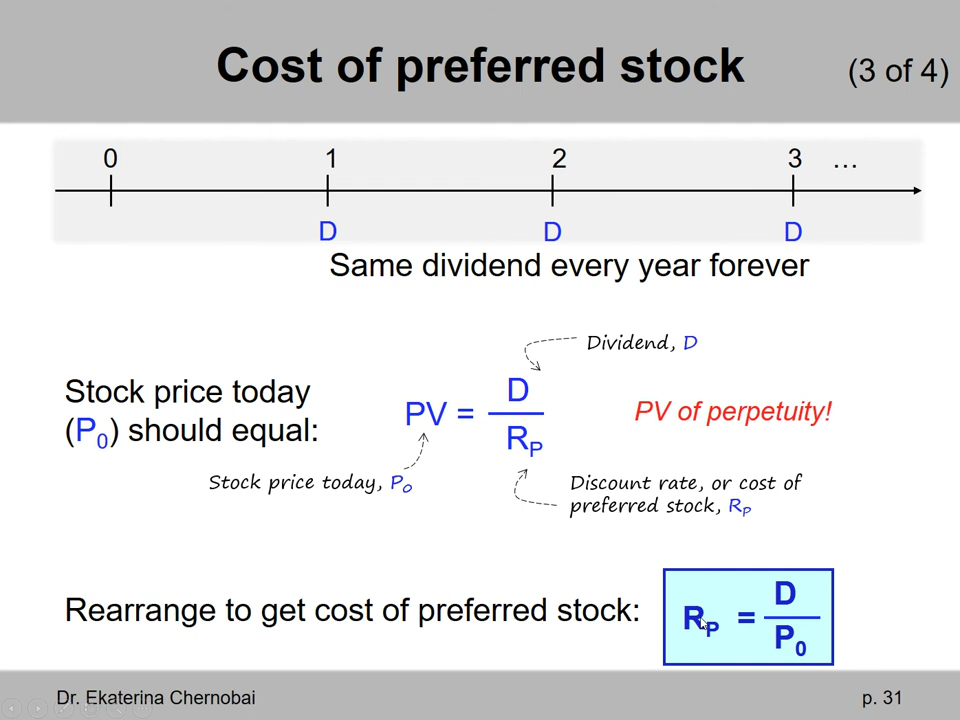 Cost of preferred stock (3 of 4)
0 1 2 3 …
D D D
Same dividend every year forever
Dividend, D
Stock price today
(P0) should equal:
PV = D / RP
PV of perpetuity!
Stock price today, P0
Discount rate, or cost of
preferred stock, RP
Rearrange to get cost of preferred stock:
RP = D / P0
Dr. Ekaterina Chernobai p. 31